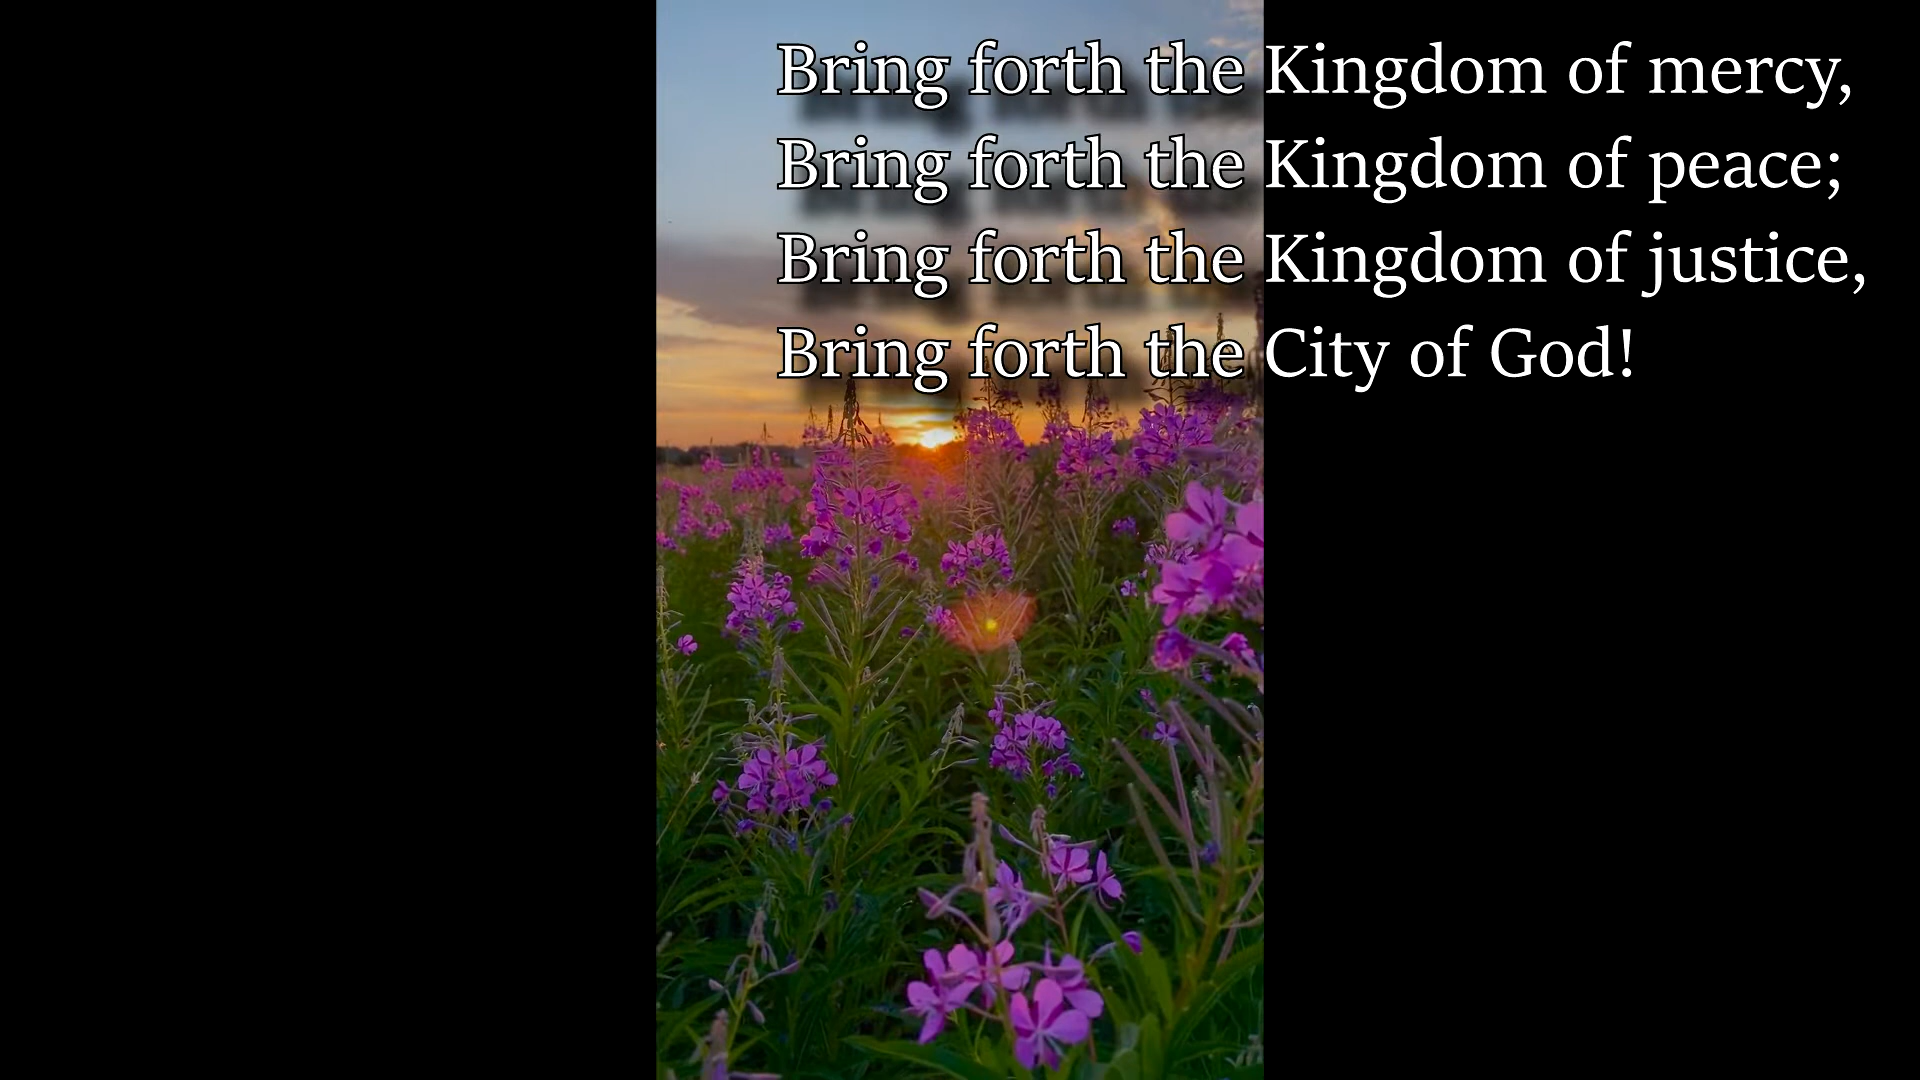 Bring forth the Kingdom of mercy,
Bring forth the Kingdom of peace;
Bring forth the Kingdom of justice,
Bring forth the City of God!